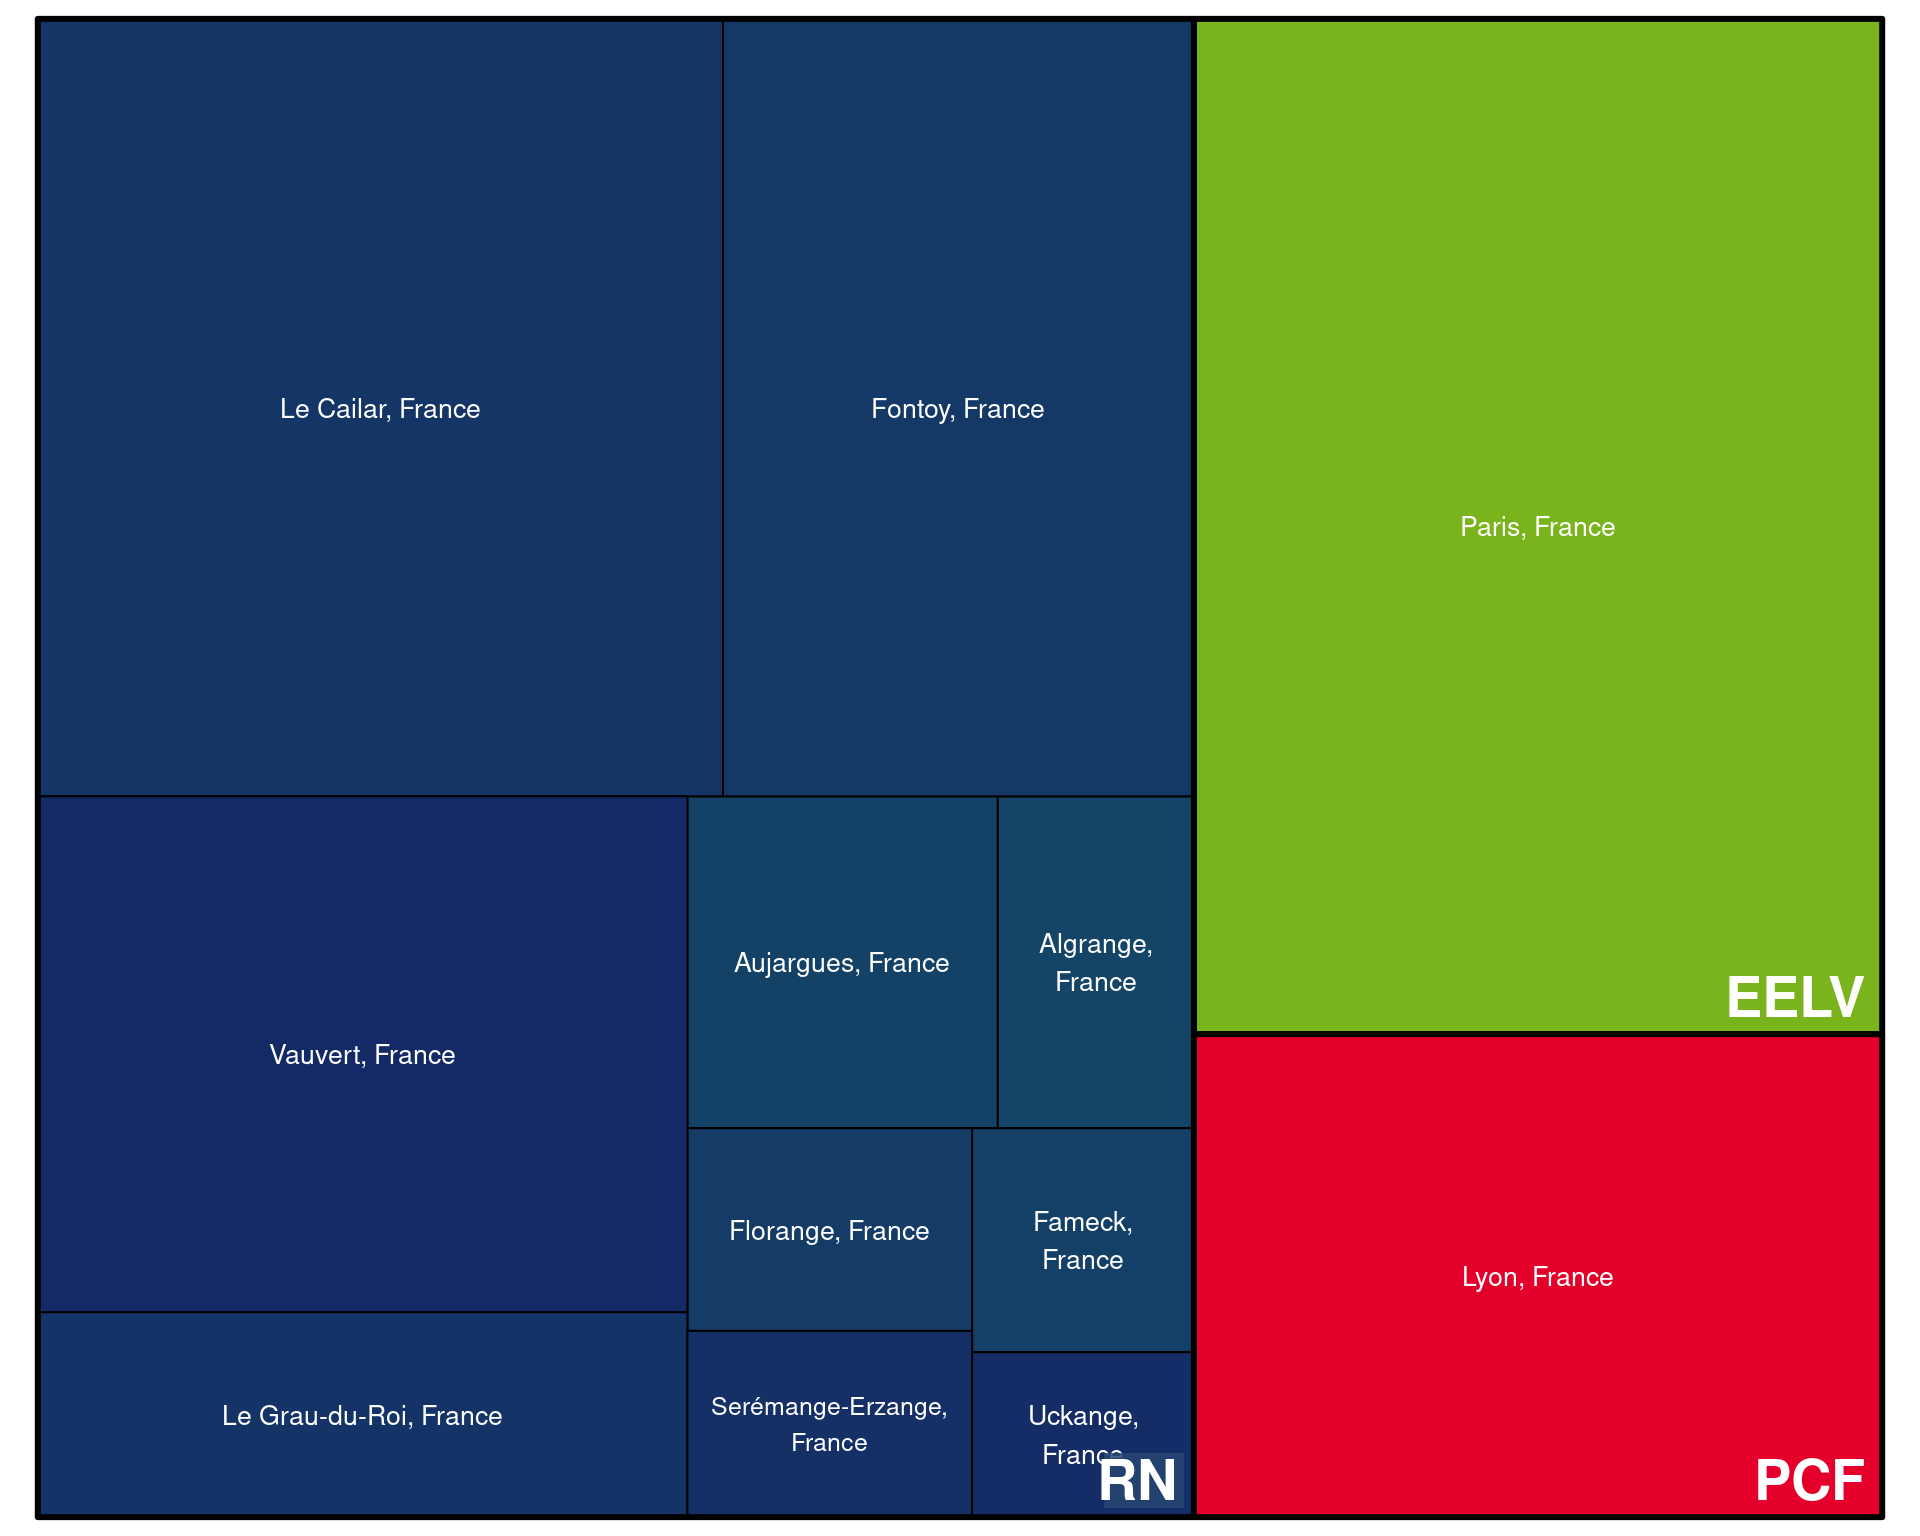 Le Cailar, France
Fontoy, France
Paris, France
EELV
Vauvert, France
Aujargues, France
Algrange,
France
Florange, France
Fameck,
France
Lyon, France
Le Grau-du-Roi, France
Serémange-Erzange,
France
Uckange,
France
RN
PCF